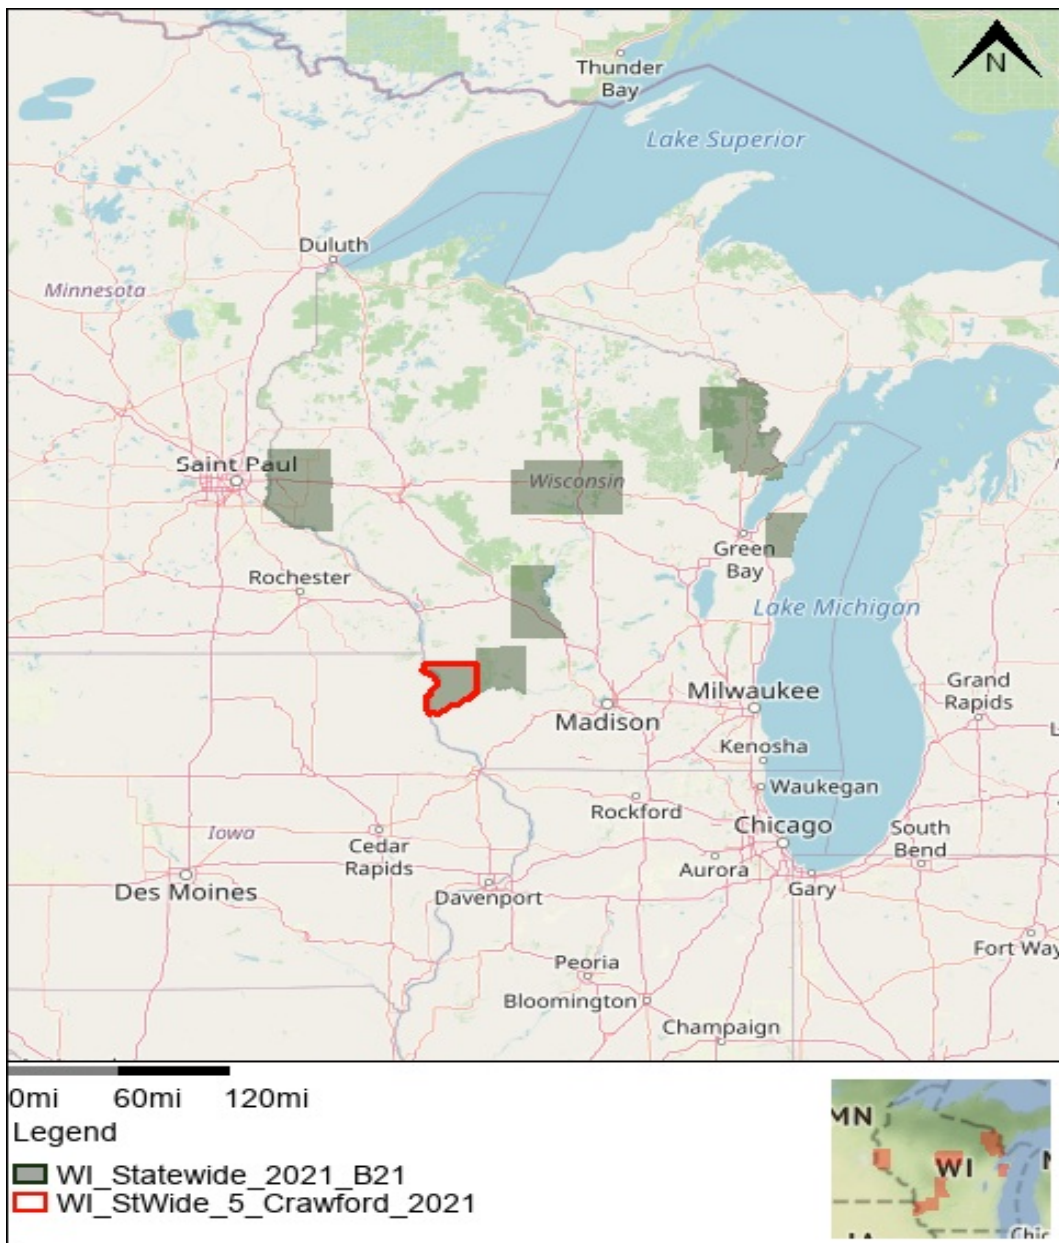 Thunder
Bay
N
Lake Superior
Duluth
Minnesota
Saint Paul
Wisconsin
Green
Bay
Rochester
Lake Michigan
Grand
Rapids
Milwaukee
Madison
Kenosha
Waukegan
Rockford
Chicago
South
Bend
Iowa
Cedar
Rapids
Aurora
Gary
Des Moines
Davenport
Fort Way
Peoria
Bloomington
Champaign
0mi 60mi 120mi
Legend
WI_Statewide_2021_B21
WI_StWide_5_Crawford_2021
MN
WI
Chic